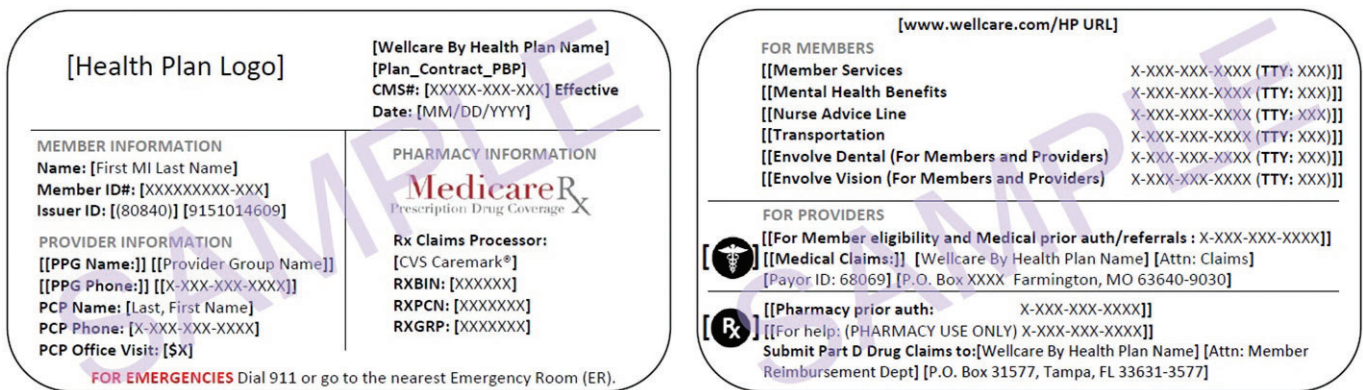 [Health Plan Logo]
[Wellcare By Health Plan Name]
[Plan_Contract_PBP]
CMS#: [XXXXX-XXX-XXX] Effective
Date: [MM/DD/YYYY]
MEMBER INFORMATION
Name: [First MI Last Name]
Member ID#: [XXXXXXXXX-XXX]
Issuer ID: [(80840)] [9151014609]
PROVIDER INFORMATION
[[PPG Name:]] [[Provider Group Name]]
[[PPG Phone:]] [[X-XXX-XXX-XXXX]]
PCP Name: [Last, First Name]
PCP Phone: [X-XXX-XXX-XXXX]
PCP Office Visit: [$X]
PHARMACY INFORMATION
MedicareRx
Prescription Drug Coverage
Rx Claims Processor:
[CVS Caremark®]
RXBIN: [XXXXXX]
RXPCN: [XXXXXXX]
RXGRP: [XXXXXXX]
FOR EMERGENCIES Dial 911 or go to the nearest Emergency Room (ER).
SAMPLE
[www.wellcare.com/HP URL]
FOR MEMBERS
[[Member Services X-XXX-XXX-XXXX (TTY: XXX)]]
[[Mental Health Benefits X-XXX-XXX-XXXX (TTY: XXX)]]
[[Nurse Advice Line X-XXX-XXX-XXXX (TTY: XXX)]]
[[Transportation X-XXX-XXX-XXXX (TTY: XXX)]]
[[Envolve Dental (For Members and Providers) X-XXX-XXX-XXXX (TTY: XXX)]]
[[Envolve Vision (For Members and Providers) X-XXX-XXX-XXXX (TTY: XXX)]]
FOR PROVIDERS
[[For Member eligibility and Medical prior auth/referrals : X-XXX-XXX-XXXX]]
[[Medical Claims:]] [Wellcare By Health Plan Name] [Attn: Claims]
[Payor ID: 68069] [P.O. Box XXXX Farmington, MO 63640-9030]
[Rx] [[Pharmacy prior auth: X-XXX-XXX-XXXX]]
[[For help: (PHARMACY USE ONLY) X-XXX-XXX-XXXX]]
Submit Part D Drug Claims to:[Wellcare By Health Plan Name] [Attn: Member
Reimbursement Dept] [P.O. Box 31577, Tampa, FL 33631-3577]
SAMPLE